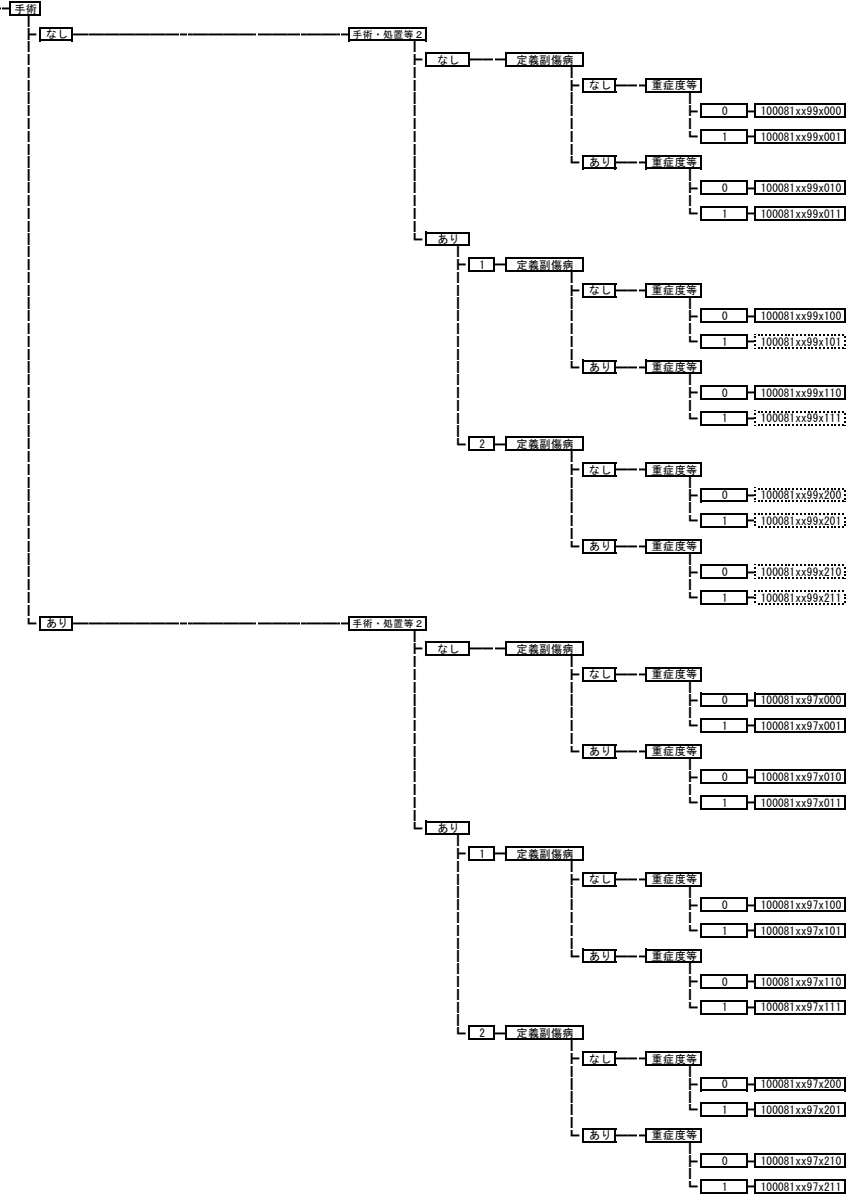 手術
なし 手術・処置等２
なし 定義副傷病
なし 重症度等
0 100081xx99x000
1 100081xx99x001
あり 重症度等
0 100081xx99x010
1 100081xx99x011
あり
1 定義副傷病
なし 重症度等
0 100081xx99x100
1 100081xx99x101
あり 重症度等
0 100081xx99x110
1 100081xx99x111
2 定義副傷病
なし 重症度等
0 100081xx99x200
1 100081xx99x201
あり 重症度等
0 100081xx99x210
1 100081xx99x211
あり 手術・処置等２
なし 定義副傷病
なし 重症度等
0 100081xx97x000
1 100081xx97x001
あり 重症度等
0 100081xx97x010
1 100081xx97x011
あり
1 定義副傷病
なし 重症度等
0 100081xx97x100
1 100081xx97x101
あり 重症度等
0 100081xx97x110
1 100081xx97x111
2 定義副傷病
なし 重症度等
0 100081xx97x200
1 100081xx97x201
あり 重症度等
0 100081xx97x210
1 100081xx97x211